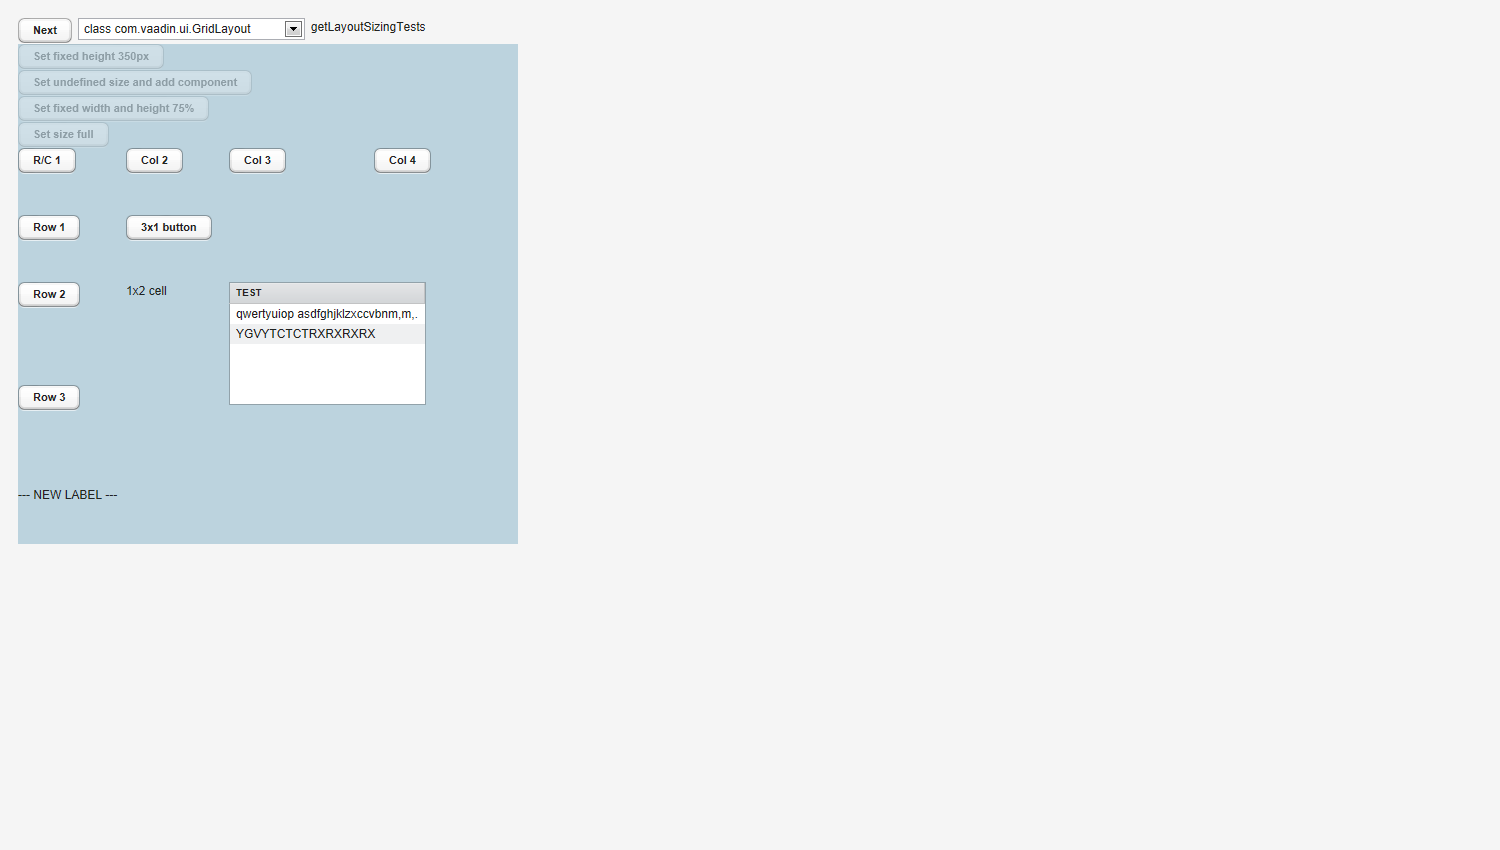 Next class com.vaadin.ui.GridLayout getLayoutSizingTests
Set fixed height 350px
Set undefined size and add component
Set fixed width and height 75%
Set size full
R/C 1 Col 2 Col 3 Col 4
Row 1 3x1 button
Row 2 1x2 cell TEST
qwertyuiop asdfghjklzxccvbnm,m,.
YGVYTCTCTRXRXRXRX
Row 3
--- NEW LABEL ---